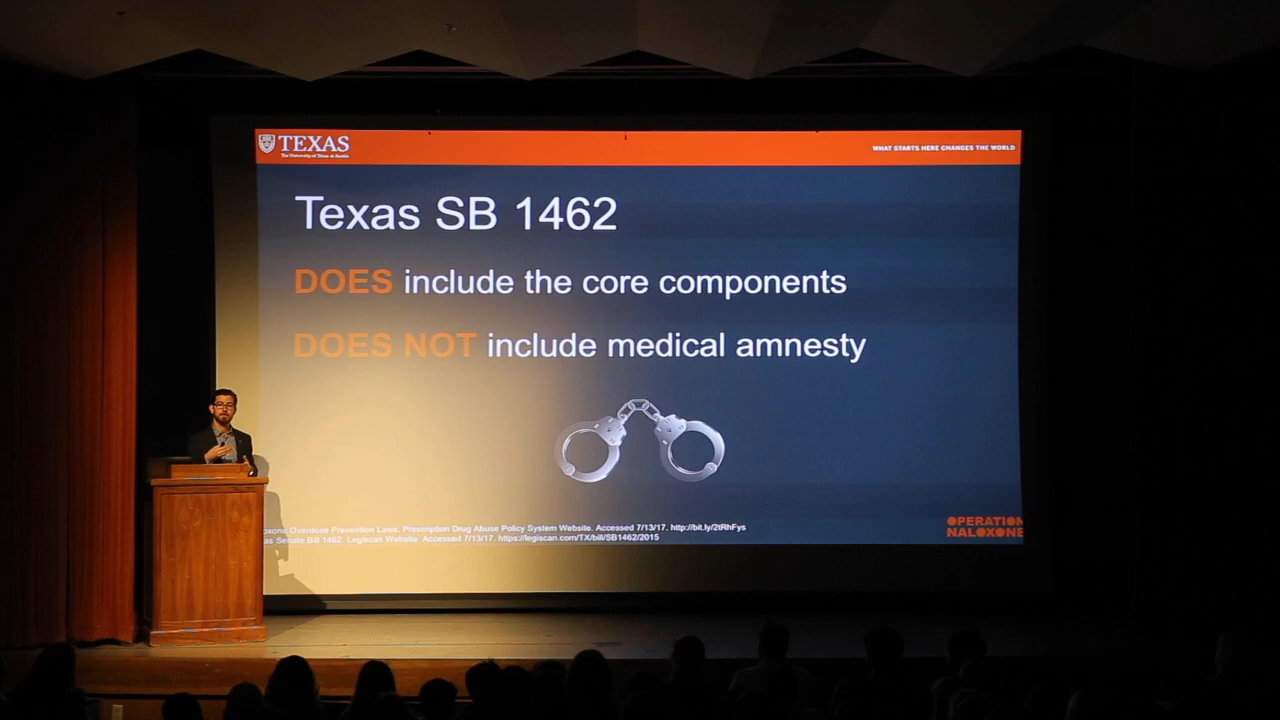 TEXAS
The University of Texas at Austin
WHAT STARTS HERE CHANGES THE WORLD
Texas SB 1462
DOES include the core components
DOES NOT include medical amnesty
oxone Overdose Prevention Laws. Prescription Drug Abuse Policy System Website. Accessed 7/13/17. http://bit.ly/2tRhFys
as Senate Bill 1462. Legiscan Website. Accessed 7/13/17. https://legiscan.com/TX/bill/SB1462/2015
OPERATION
NALOXONE